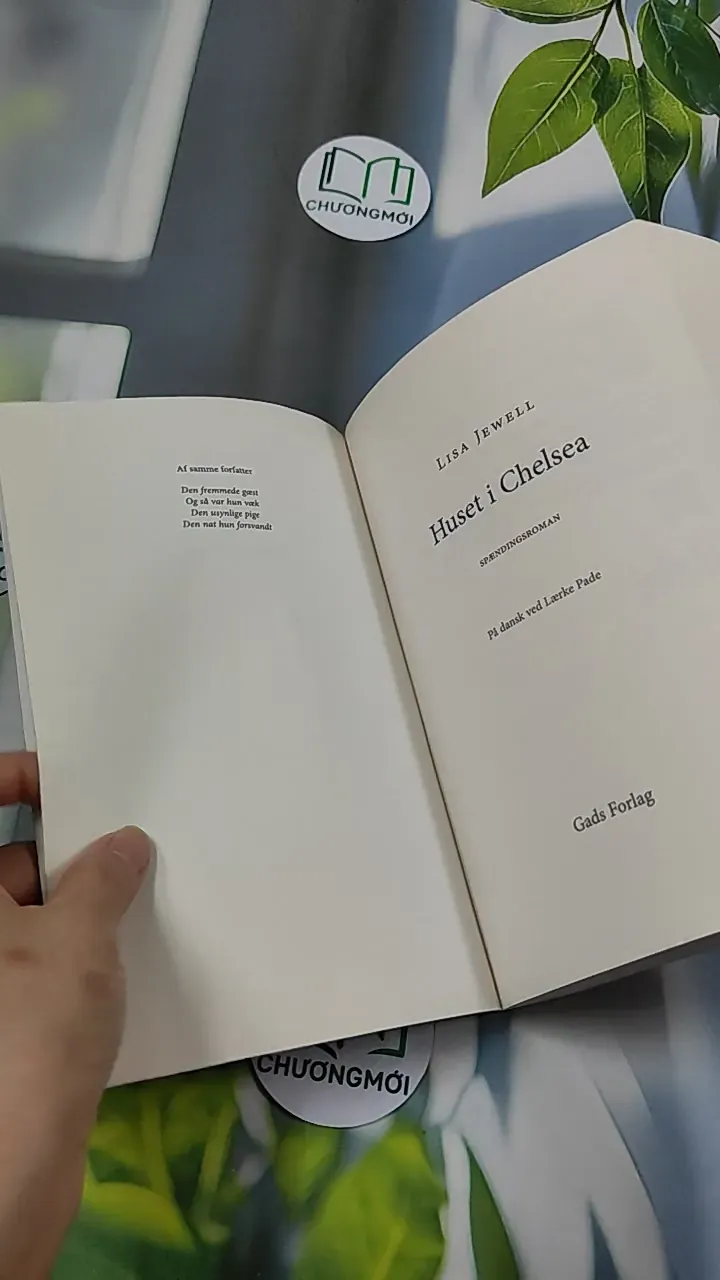 CHƯƠNGMỚI
Af samme forfatter
Den fremmede gæst
Og så var hun væk
Den usynlige pige
Den nat hun forsvandt
LISA JEWELL
Huset i Chelsea
SPÆNDINGSROMAN
På dansk ved Lærke Pade
Gads Forlag
CHƯƠNGMỚI